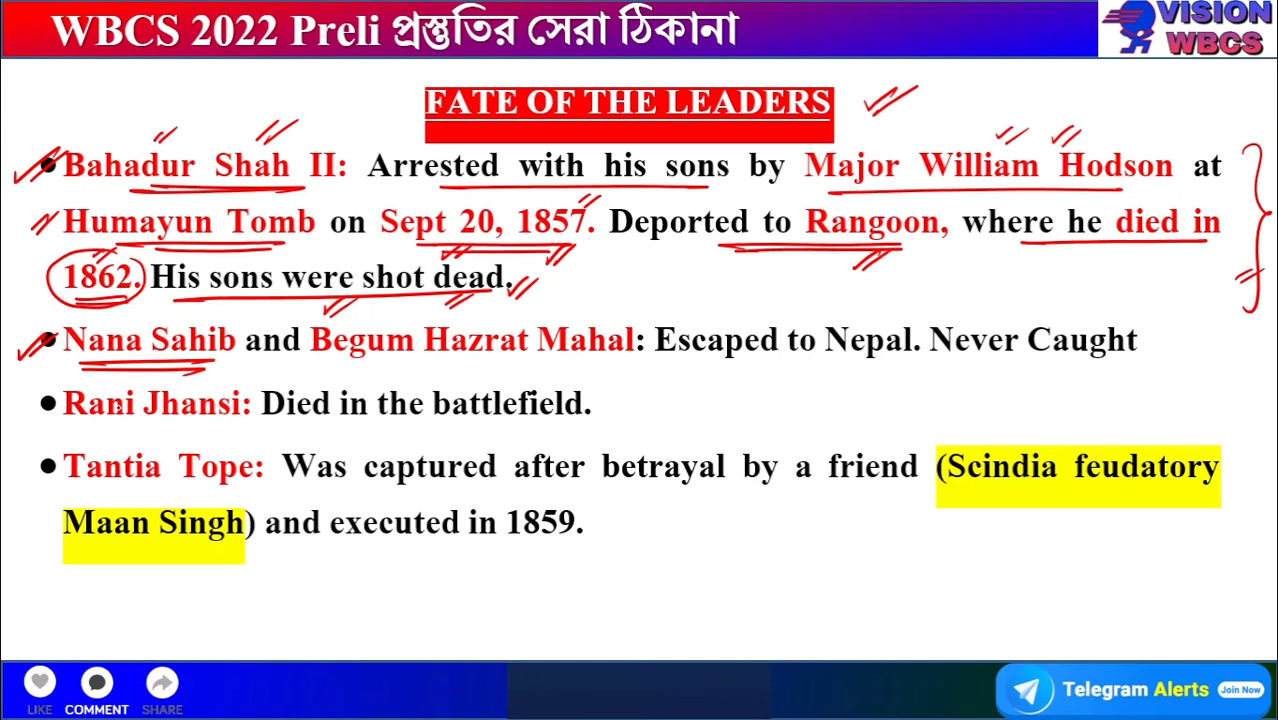 WBCS 2022 Preli প্রস্তুতির সেরা ঠিকানা
VISION
WBCS
FATE OF THE LEADERS
• Bahadur Shah II: Arrested with his sons by Major William Hodson at
Humayun Tomb on Sept 20, 1857. Deported to Rangoon, where he died in
1862. His sons were shot dead.
• Nana Sahib and Begum Hazrat Mahal: Escaped to Nepal. Never Caught
• Rani Jhansi: Died in the battlefield.
• Tantia Tope: Was captured after betrayal by a friend (Scindia feudatory
Maan Singh) and executed in 1859.
LIKE COMMENT SHARE
Telegram Alerts Join Now